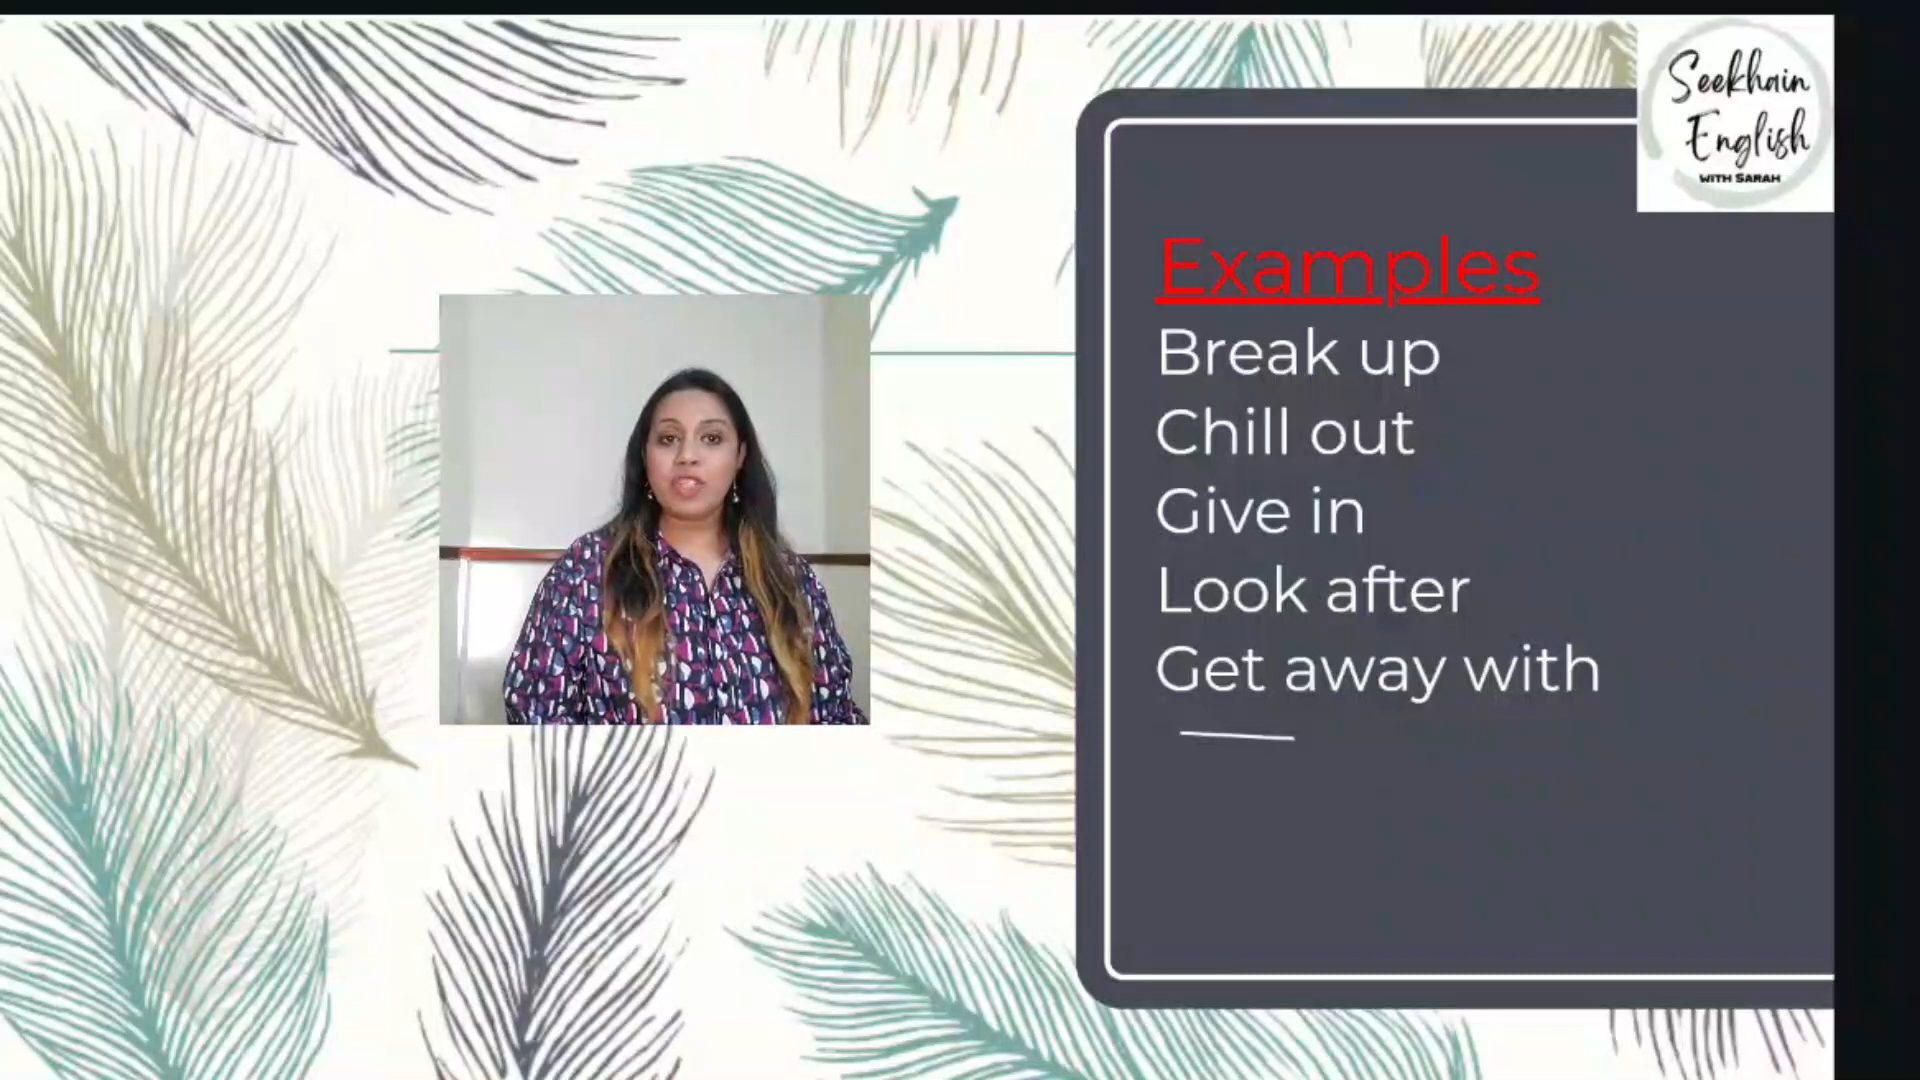 Seekhain
English
WITH SARAH
Examples
Break up
Chill out
Give in
Look after
Get away with